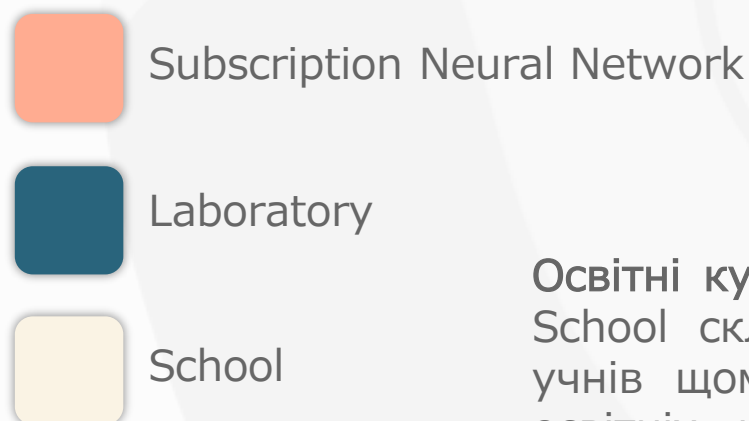 Subscription Neural Network
Laboratory
School
Освітні
School
учнів